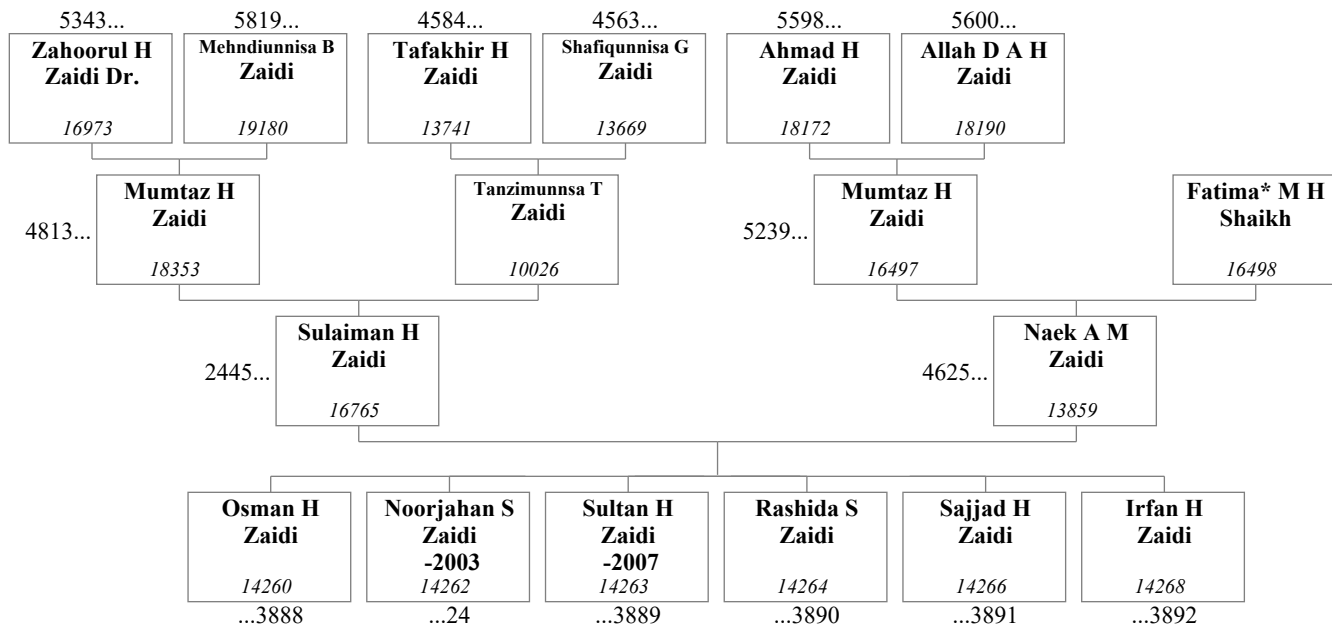 5343... 5819... 4584... 4563... 5598... 5600...
Zahoorul H Mehndiunnisa B Tafakhir H Shafiqunnisa G Ahmad H Allah D A H
Zaidi Dr. Zaidi Zaidi Zaidi Zaidi Zaidi
16973 19180 13741 13669 18172 18190
Mumtaz H Tanzimunnsa T Mumtaz H Fatima* M H
Zaidi Zaidi Zaidi Shaikh
4813... 5239...
18353 10026 16497 16498
Sulaiman H Naek A M
Zaidi Zaidi
2445... 4625...
16765 13859
Osman H Noorjahan S Sultan H Rashida S Sajjad H Irfan H
Zaidi Zaidi Zaidi Zaidi Zaidi Zaidi
-2003 -2007
14260 14262 14263 14264 14266 14268
...3888 ...24 ...3889 ...3890 ...3891 ...3892